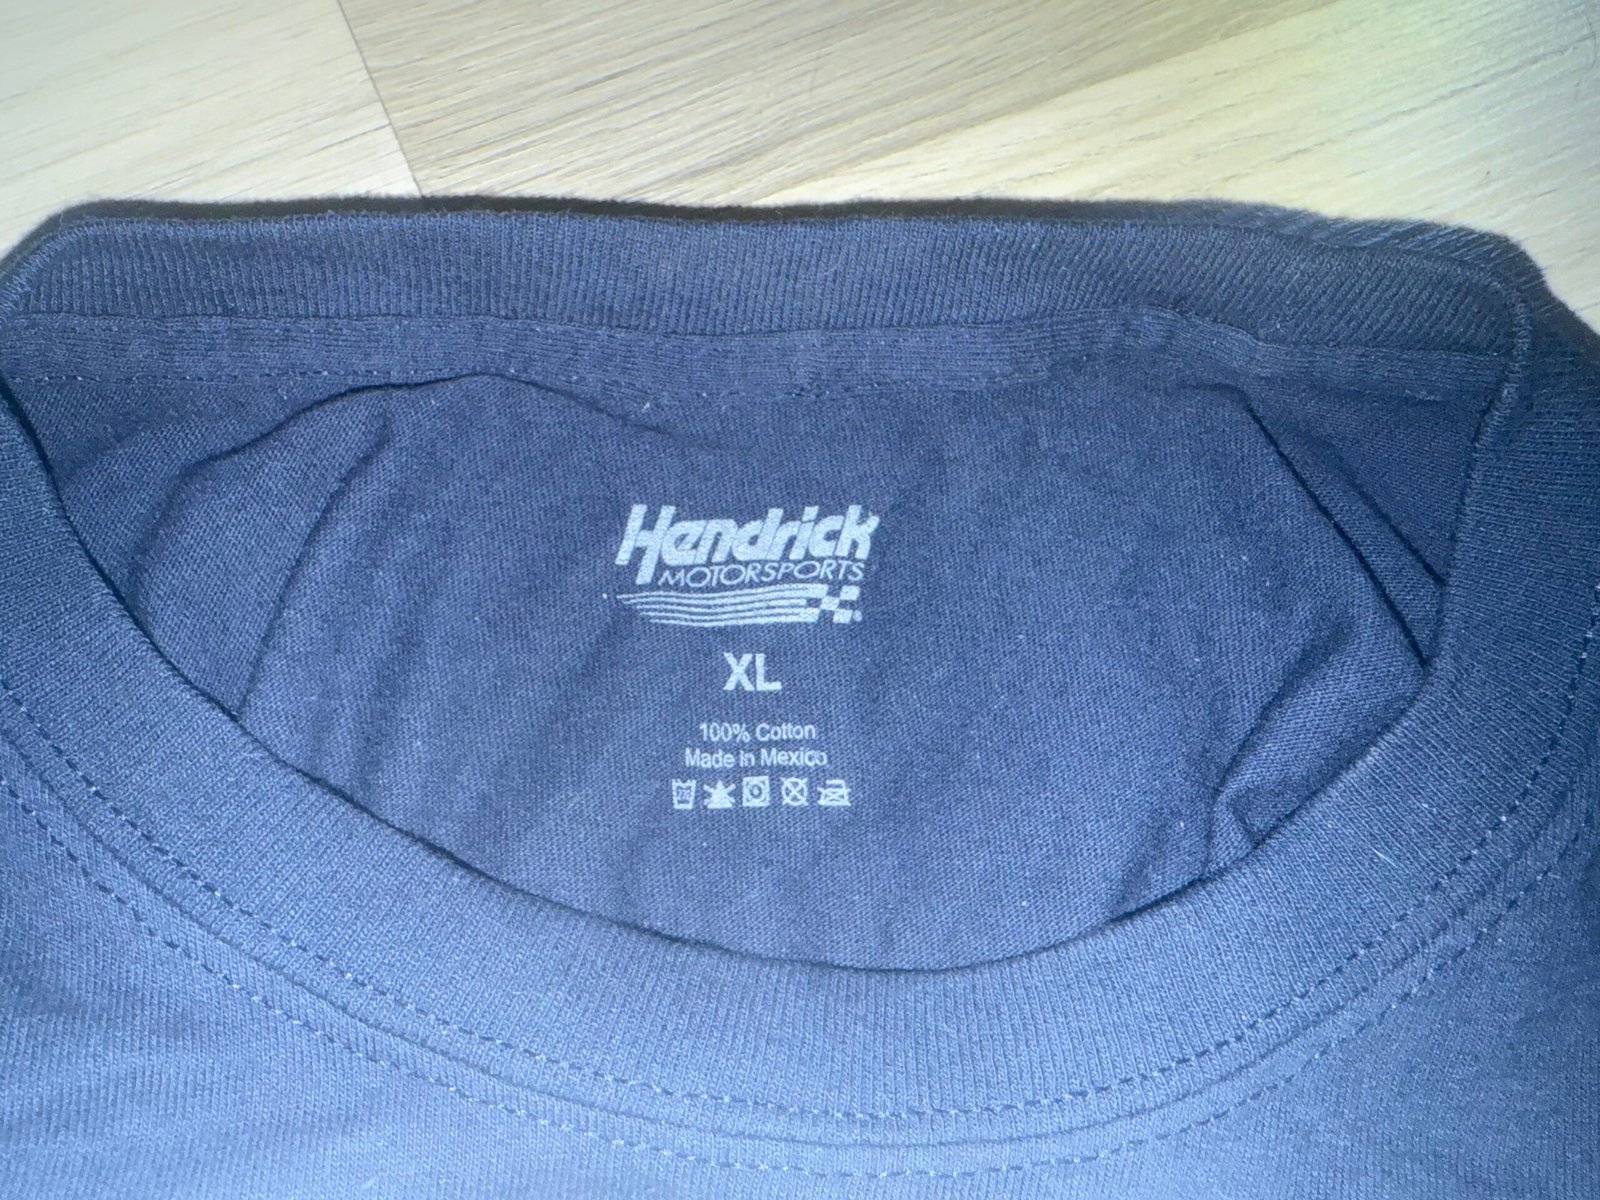 Hendrick
MOTORSPORTS
XL
100% Cotton
Made in Mexico